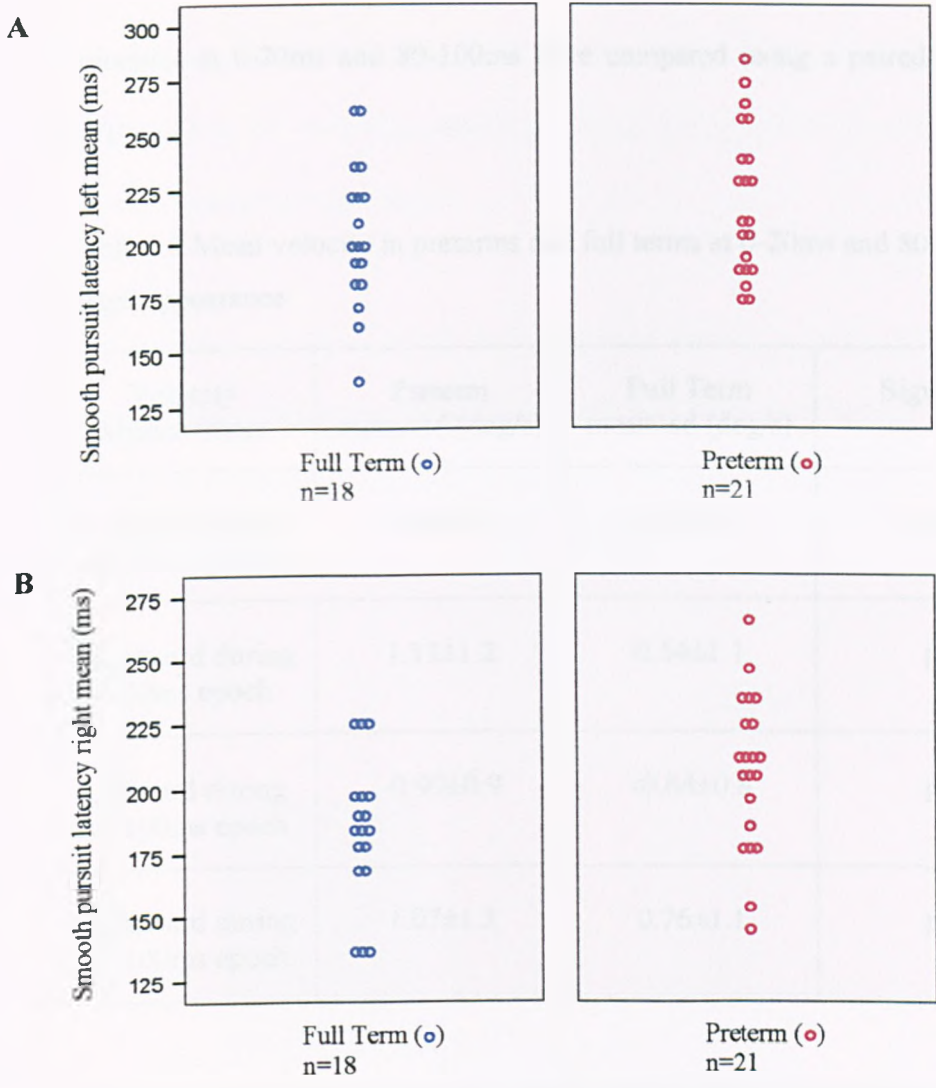 A
Smooth pursuit latency left mean (ms)
300
275
250
225
200
175
150
125
Full Term (o)
n=18
Preterm (o)
n=21
B
Smooth pursuit latency right mean (ms)
275
250
225
200
175
150
125
Full Term (o)
n=18
Preterm (o)
n=21